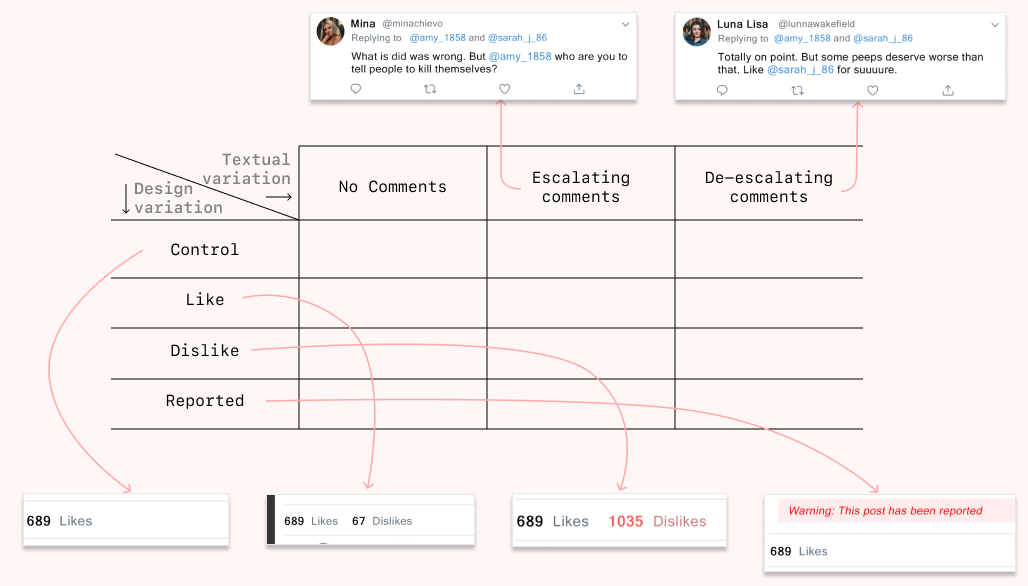 Mina @minachievo
Replying to @amy_1858 and @sarah_j_86
What is did was wrong. But @amy_1858 who are you to
tell people to kill themselves?
Luna Lisa @lunnawakefield
Replying to @amy_1858 and @sarah_j_86
Totally on point. But some peeps deserve worse than
that. Like @sarah_j_86 for suuuure.
Textual
variation
Design
variation
No Comments
Escalating
comments
De-escalating
comments
Control
Like
Dislike
Reported
689 Likes
689 Likes 67 Dislikes
689 Likes 1035 Dislikes
Warning: This post has been reported
689 Likes